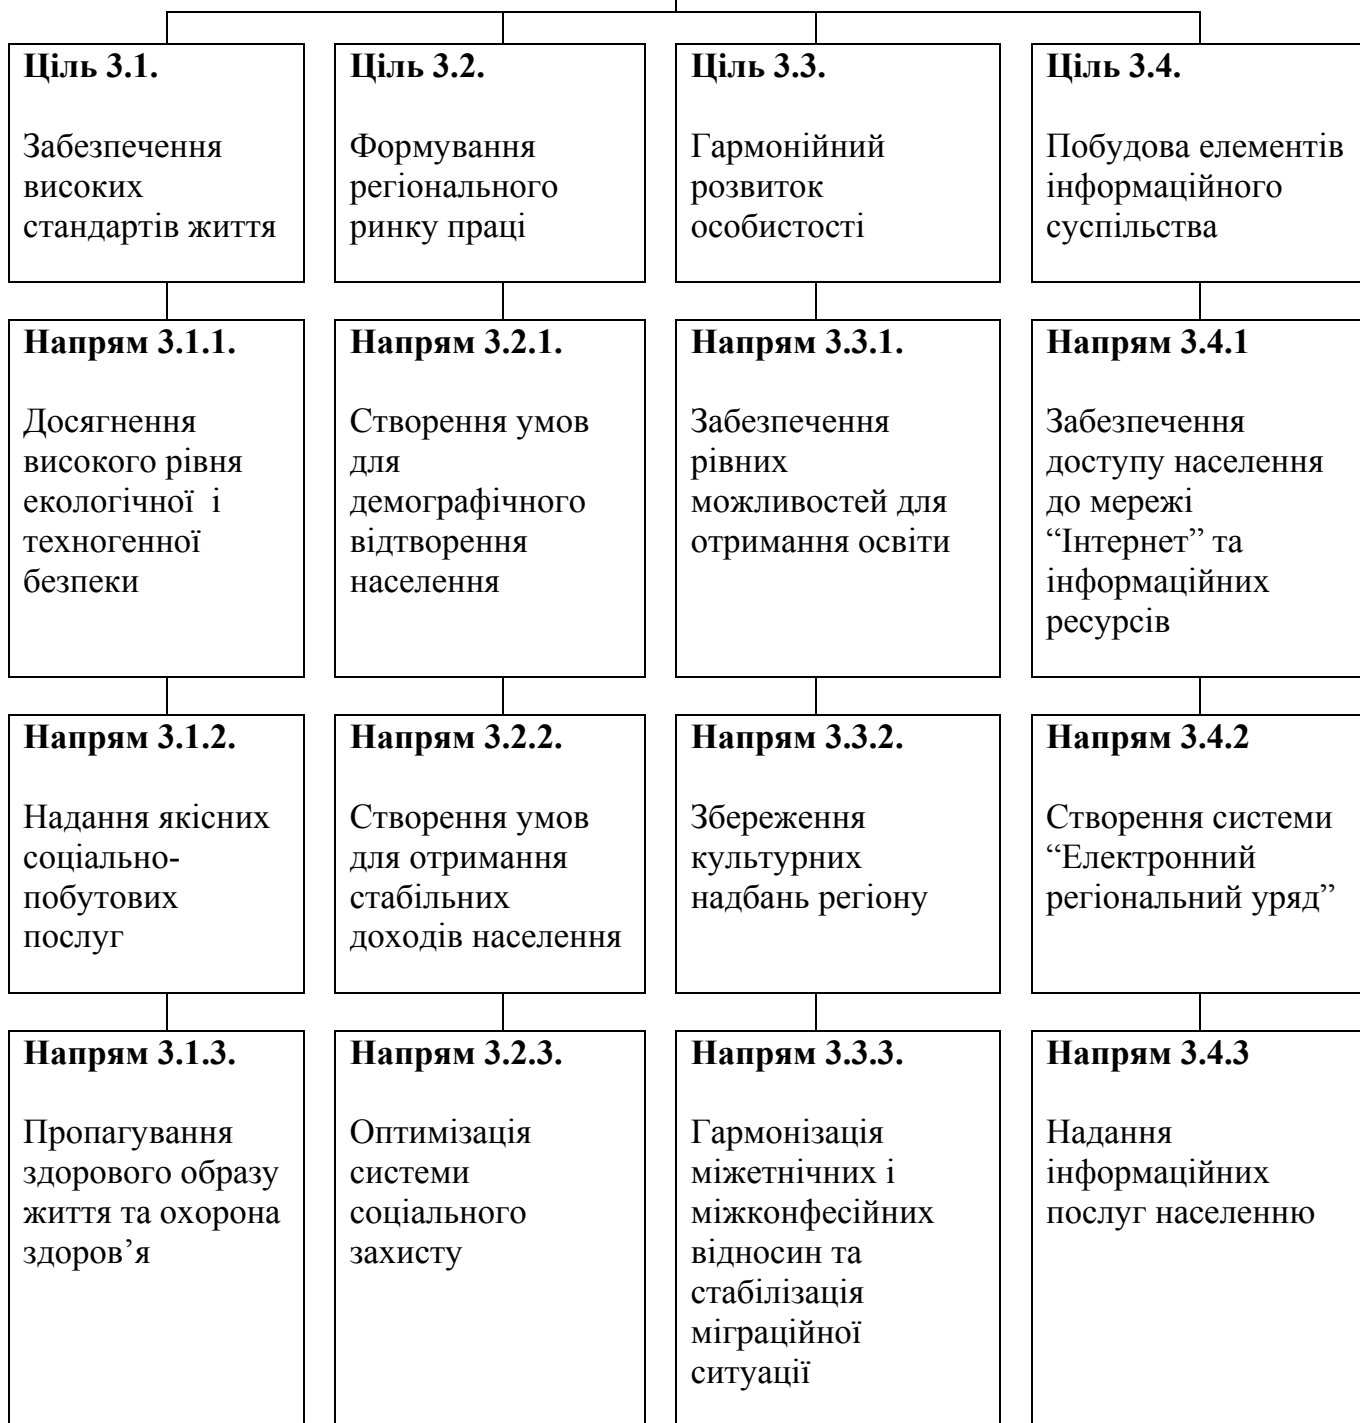 Ціль 3.1.
Забезпечення
високих
стандартів життя
Ціль 3.2.
Формування
регіонального
ринку праці
Ціль 3.3.
Гармонійний
розвиток
особистості
Ціль 3.4.
Побудова елементів
інформаційного
суспільства
Напрям 3.1.1.
Досягнення
високого рівня
екологічної  і
техногенної
безпеки
Напрям 3.2.1.
Створення умов
для
демографічного
відтворення
населення
Напрям 3.3.1.
Забезпечення
рівних
можливостей для
отримання освіти
Напрям 3.4.1
Забезпечення
доступу населення
до мережі
“Інтернет” та
інформаційних
ресурсів
Напрям 3.1.2.
Надання якісних
соціально-
побутових
послуг
Напрям 3.2.2.
Створення умов
для отримання
стабільних
доходів населення
Напрям 3.3.2.
Збереження
культурних
надбань регіону
Напрям 3.4.2
Створення системи
“Електронний
регіональний уряд”
Напрям 3.1.3.
Пропагування
здорового образу
життя та охорона
здоров’я
Напрям 3.2.3.
Оптимізація
системи
соціального
захисту
Напрям 3.3.3.
Гармонізація
міжетнічних і
міжконфесійних
відносин та
стабілізація
міграційної
ситуації
Напрям 3.4.3
Надання
інформаційних
послуг населенню